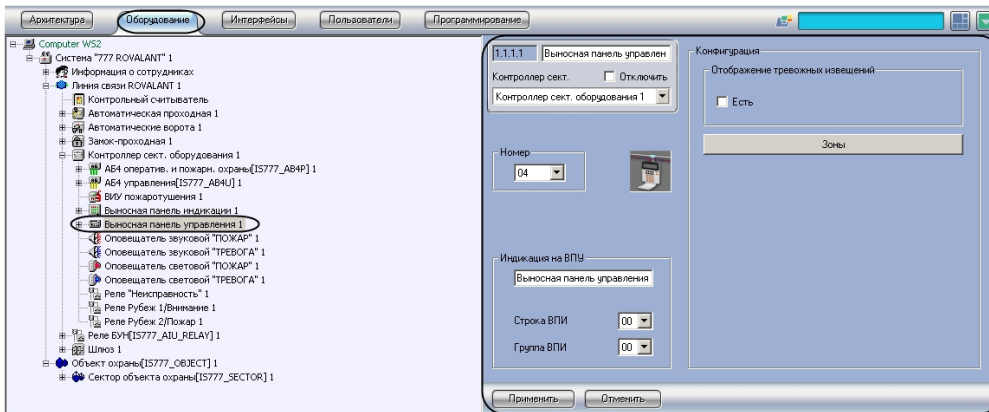 Архитектура Оборудование Интерфейсы Пользователи Программирование
Computer WS2
Система "777 ROVALANT" 1
Информация о сотрудниках
Линия связи ROVALANT 1
Контрольный считыватель
Автоматическая проходная 1
Автоматические ворота 1
Замок-проходная 1
Контроллер сект. оборудования 1
АБ4 оператив. и пожарн. охраны[IS777_AB4P] 1
АБ4 управления[IS777_AB4U] 1
ВИУ пожаротушения 1
Выносная панель индикации 1
Выносная панель управления 1
Оповещатель звуковой "ПОЖАР" 1
Оповещатель звуковой "ТРЕВОГА" 1
Оповещатель световой "ПОЖАР" 1
Оповещатель световой "ТРЕВОГА" 1
Реле "Неисправность" 1
Реле Рубеж 1/Внимание 1
Реле Рубеж 2/Пожар 1
Реле БУН[IS777_AIU_RELAY] 1
Шлюз 1
Объект охраны[IS777_OBJECT] 1
Сектор объекта охраны[IS777_SECTOR] 1
1.1.1.1 Выносная панель управлен
Контроллер сект. Отключить
Контроллер сект. оборудования 1
Номер
04
Индикация на ВПУ
Выносная панель управления
Строка ВПИ 00
Группа ВПИ 00
Конфигурация
Отображение тревожных извещений
Есть
Зоны
Применить Отменить